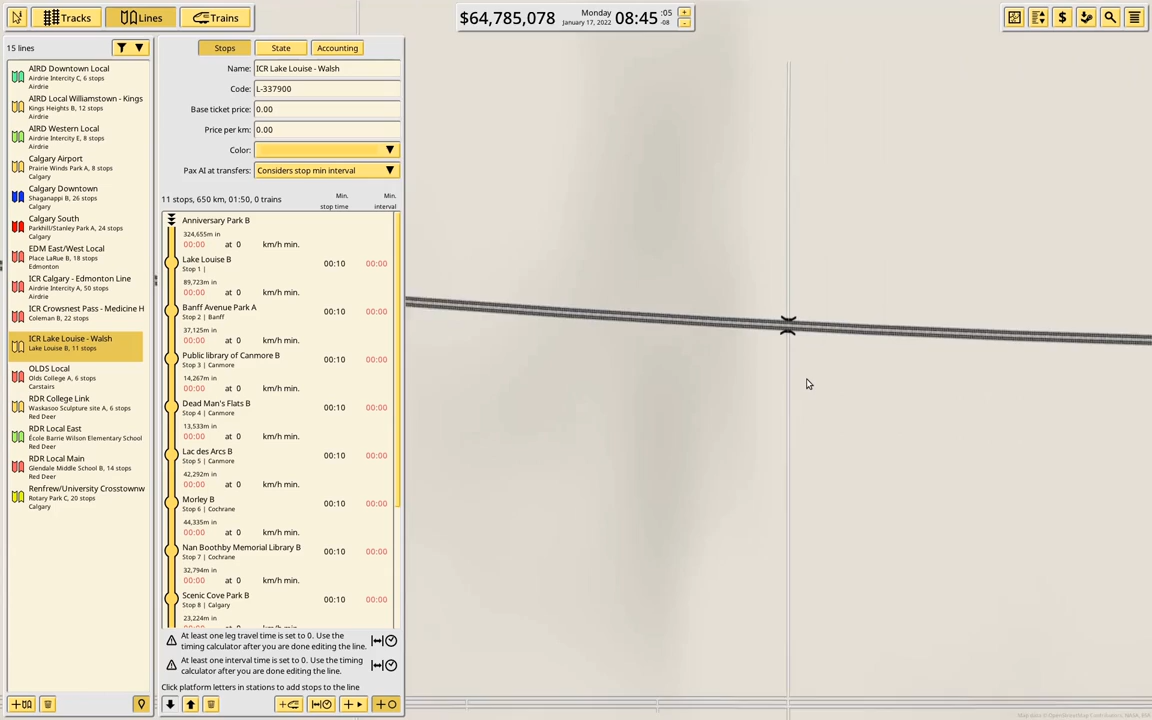 Tracks
Lines
Trains
$64,785,078
Monday
January 17, 2022
08:45
:05
-08
+
-
$
15 lines
AIRD Downtown Local
Airdrie Intercity C, 6 stops
Airdrie
AIRD Local Williamstown - Kings
Kings Heights B, 12 stops
Airdrie
AIRD Western Local
Airdrie Intercity E, 8 stops
Airdrie
Calgary Airport
Prairie Winds Park A, 8 stops
Calgary
Calgary Downtown
Shaganappi B, 26 stops
Calgary
Calgary South
Parkhill/Stanley Park A, 24 stops
Calgary
EDM East/West Local
Place LaRue B, 18 stops
Edmonton
ICR Calgary - Edmonton Line
Airdrie Intercity A, 50 stops
Airdrie
ICR Crowsnest Pass - Medicine H
Coleman B, 22 stops
ICR Lake Louise - Walsh
Lake Louise B, 11 stops
OLDS Local
Olds College A, 6 stops
Carstairs
RDR College Link
Waskasoo Sculpture site A, 6 stops
Red Deer
RDR Local East
École Barrie Wilson Elementary School
Red Deer
RDR Local Main
Glendale Middle School B, 14 stops
Red Deer
Renfrew/University Crosstownw
Rotary Park C, 20 stops
Calgary
Stops
State
Accounting
Name: ICR Lake Louise - Walsh
Code: L-337900
Base ticket price: 0.00
Price per km: 0.00
Color:
Pax AI at transfers: Considers stop min interval
11 stops, 650 km, 01:50, 0 trains
Min. stop time
Min. interval
Anniversary Park B
324,655m in
00:00 at 0 km/h min.
Lake Louise B 00:10 00:00
Stop 1 |
89,723m in
00:00 at 0 km/h min.
Banff Avenue Park A 00:10 00:00
Stop 2 | Banff
37,125m in
00:00 at 0 km/h min.
Public library of Canmore B 00:10 00:00
Stop 3 | Canmore
14,267m in
00:00 at 0 km/h min.
Dead Man's Flats B 00:10 00:00
Stop 4 | Canmore
13,533m in
00:00 at 0 km/h min.
Lac des Arcs B 00:10 00:00
Stop 5 | Canmore
42,292m in
00:00 at 0 km/h min.
Morley B 00:10 00:00
Stop 6 | Cochrane
44,335m in
00:00 at 0 km/h min.
Nan Boothby Memorial Library B 00:10 00:00
Stop 7 | Cochrane
32,794m in
00:00 at 0 km/h min.
Scenic Cove Park B 00:10 00:00
Stop 8 | Calgary
23,224m in
At least one leg travel time is set to 0. Use the
timing calculator after you are done editing the line.
At least one interval time is set to 0. Use the timing
calculator after you are done editing the line.
Click platform letters in stations to add stops to the line